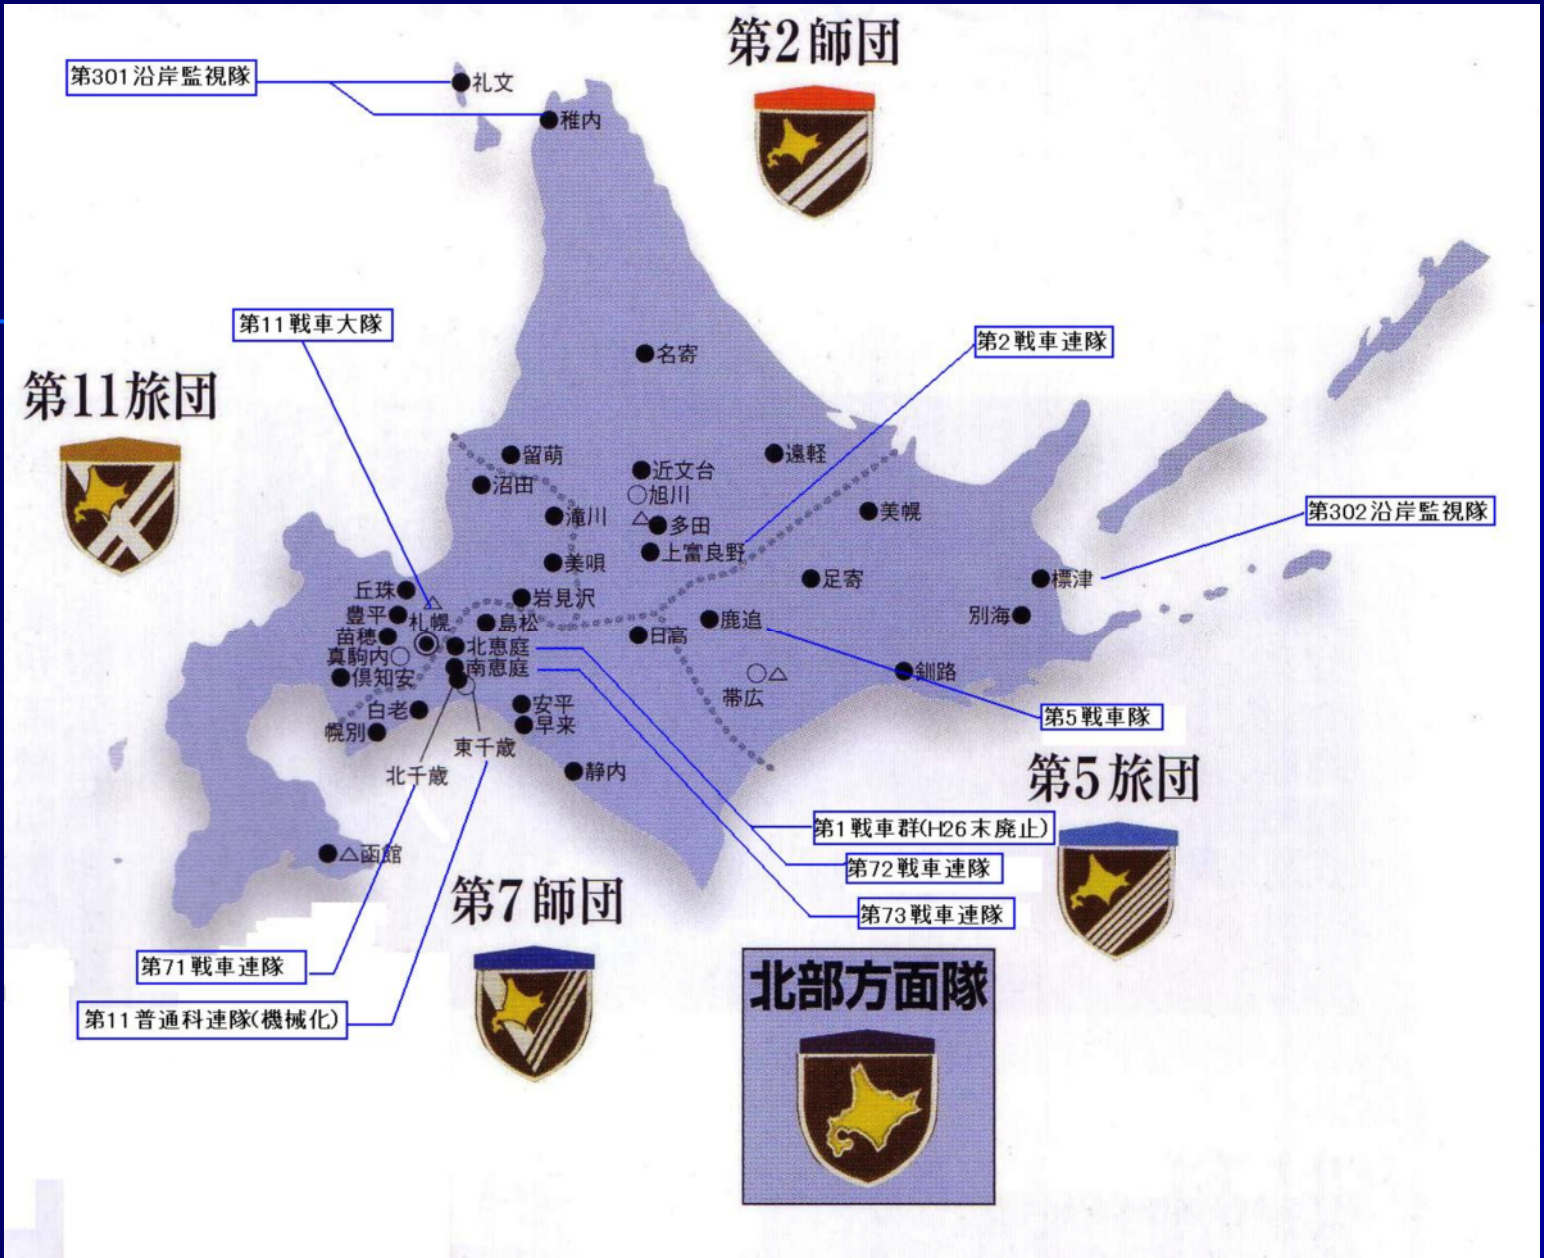 第2師団
第301沿岸監視隊
礼文
稚内
第11戦車大隊
名寄
第2戦車連隊
第11旅団
留萌
近文台
遠軽
沼田
旭川
滝川
多田
美幌
第302沿岸監視隊
上富良野
美唄
丘珠
岩見沢
足寄
標津
豊平
札幌
島松
鹿追
別海
苗穂
北恵庭
日高
真駒内
南恵庭
倶知安
釧路
帯広
白老
安平
幌別
早来
第5戦車隊
東千歳
北千歳
静内
第5旅団
第1戦車群(H26末廃止)
函館
第72戦車連隊
第7師団
第73戦車連隊
第71戦車連隊
北部方面隊
第11普通科連隊(機械化)